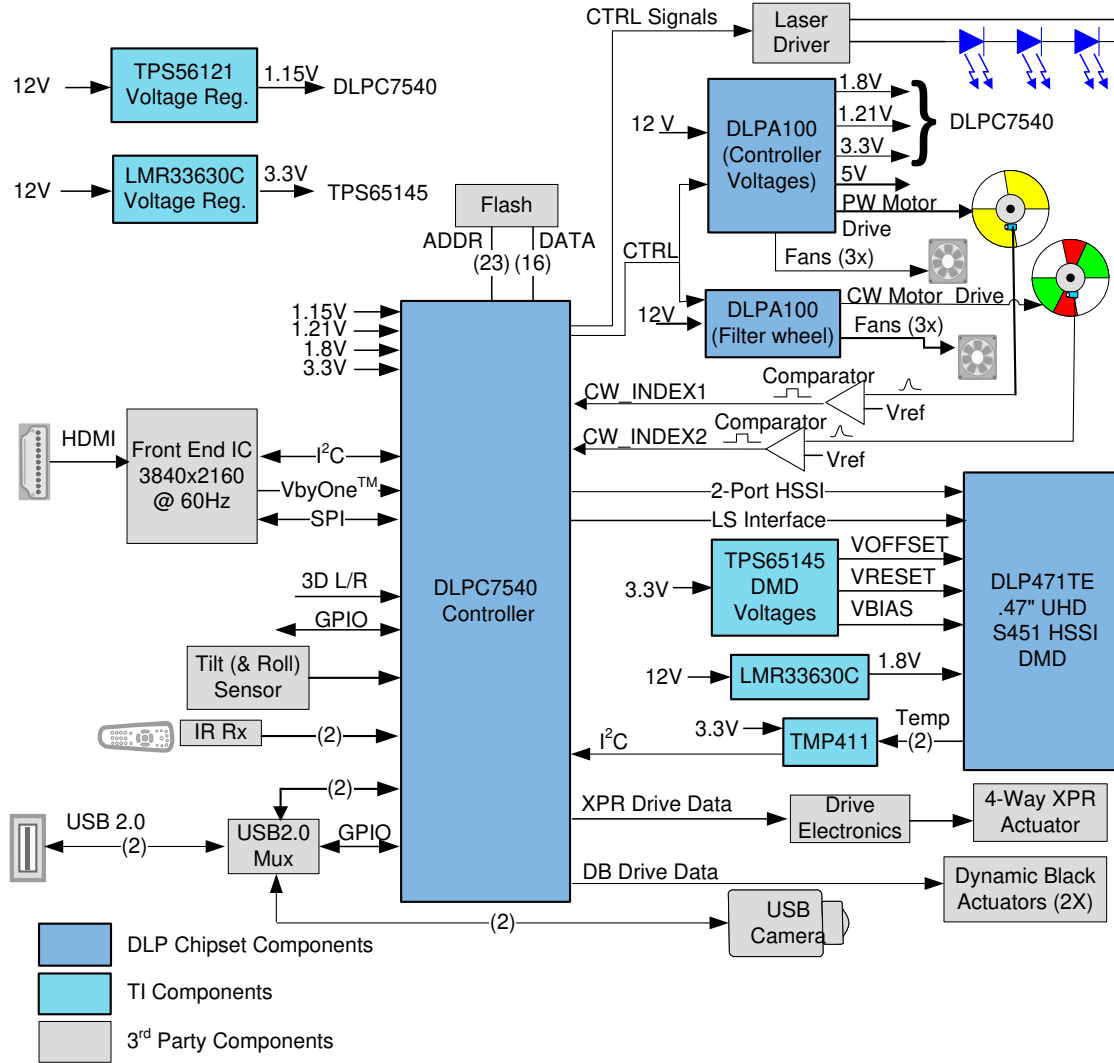 CTRL Signals
Laser
Driver
12V
TPS56121
Voltage Reg.
1.15V
DLPC7540
12V
LMR33630C
Voltage Reg.
3.3V
TPS65145
12 V
DLPA100
(Controller
Voltages)
1.8V
1.21V
3.3V
DLPC7540
5V
PW Motor
Drive
Fans (3x)
Flash
ADDR
(23)
DATA
(16)
CTRL
12V
DLPA100
(Filter wheel)
CW Motor Drive
Fans (3x)
1.15V
1.21V
1.8V
3.3V
DLPC7540
Controller
CW_INDEX1
Comparator
Vref
CW_INDEX2
Comparator
Vref
HDMI
Front End IC
3840x2160
@ 60Hz
I²C
VbyOne™
SPI
2-Port HSSI
LS Interface
3D L/R
GPIO
3.3V
TPS65145
DMD
Voltages
VOFFSET
VRESET
VBIAS
DLP471TE
.47" UHD
S451 HSSI
DMD
Tilt (& Roll)
Sensor
12V
LMR33630C
1.8V
IR Rx
(2)
I²C
3.3V
TMP411
Temp
(2)
(2)
USB 2.0
(2)
USB2.0
Mux
GPIO
XPR Drive Data
Drive
Electronics
4-Way XPR
Actuator
DB Drive Data
Dynamic Black
Actuators (2X)
(2)
USB
Camera
DLP Chipset Components
TI Components
3rd Party Components